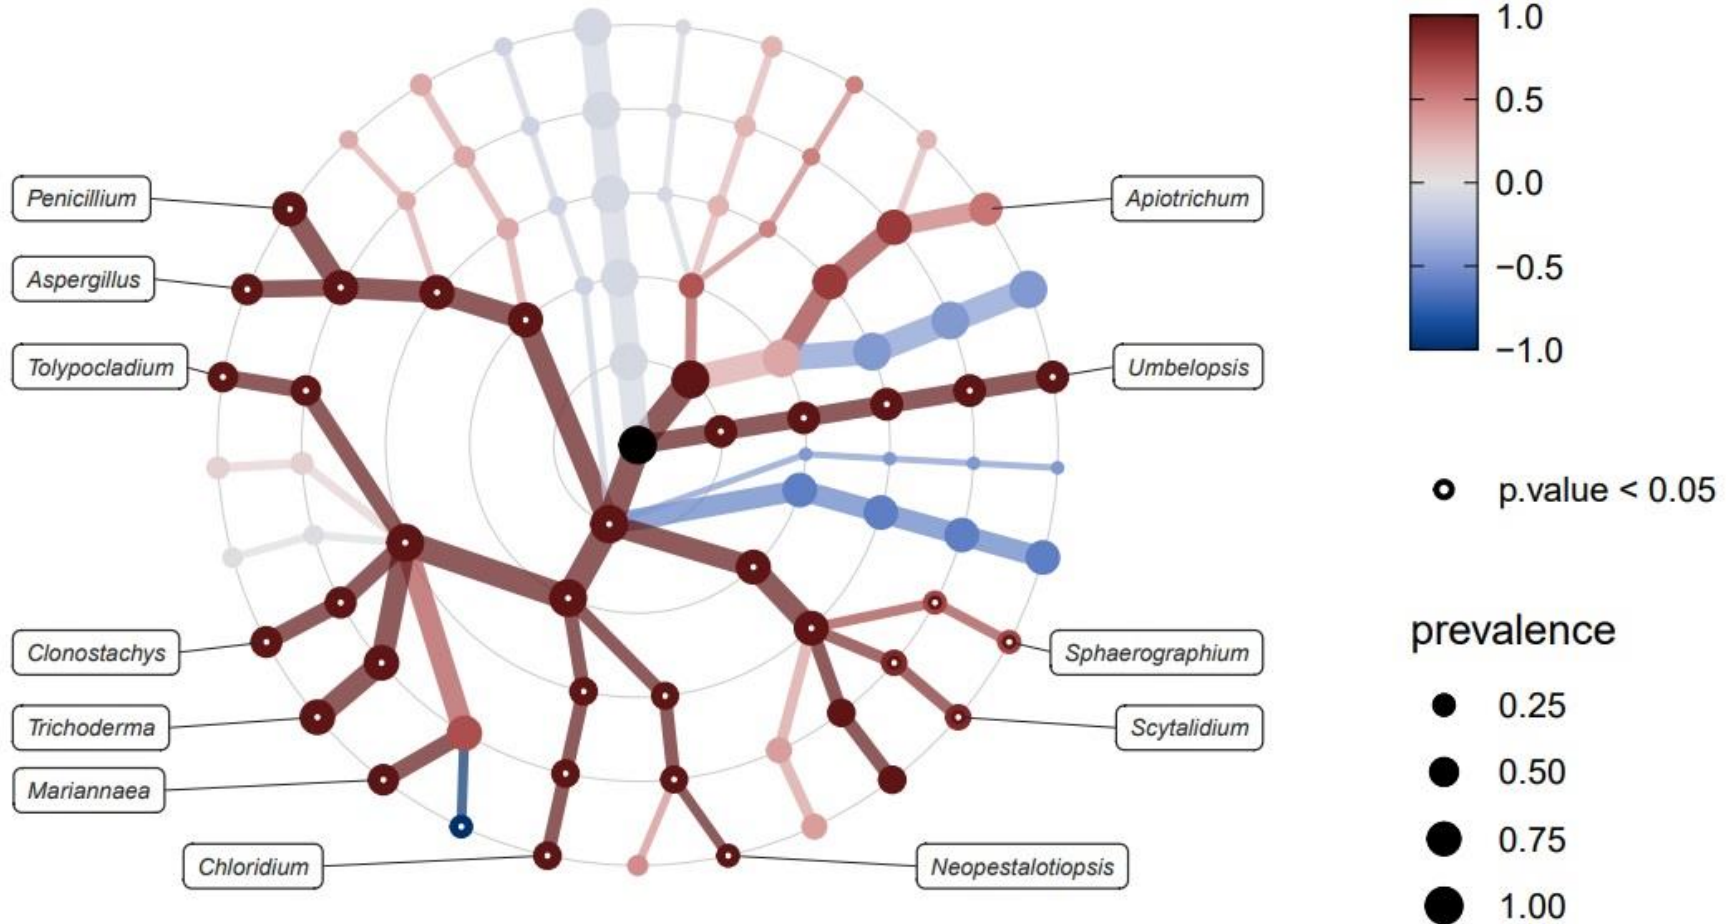 Penicillium
Aspergillus
Tolypocladium
Clonostachys
Trichoderma
Mariannaea
Chloridium
Neopestalotiopsis
Scytalidium
Sphaerographium
Umbelopsis
Apiotrichum
1.0
0.5
0.0
−0.5
−1.0
p.value < 0.05
prevalence
0.25
0.50
0.75
1.00